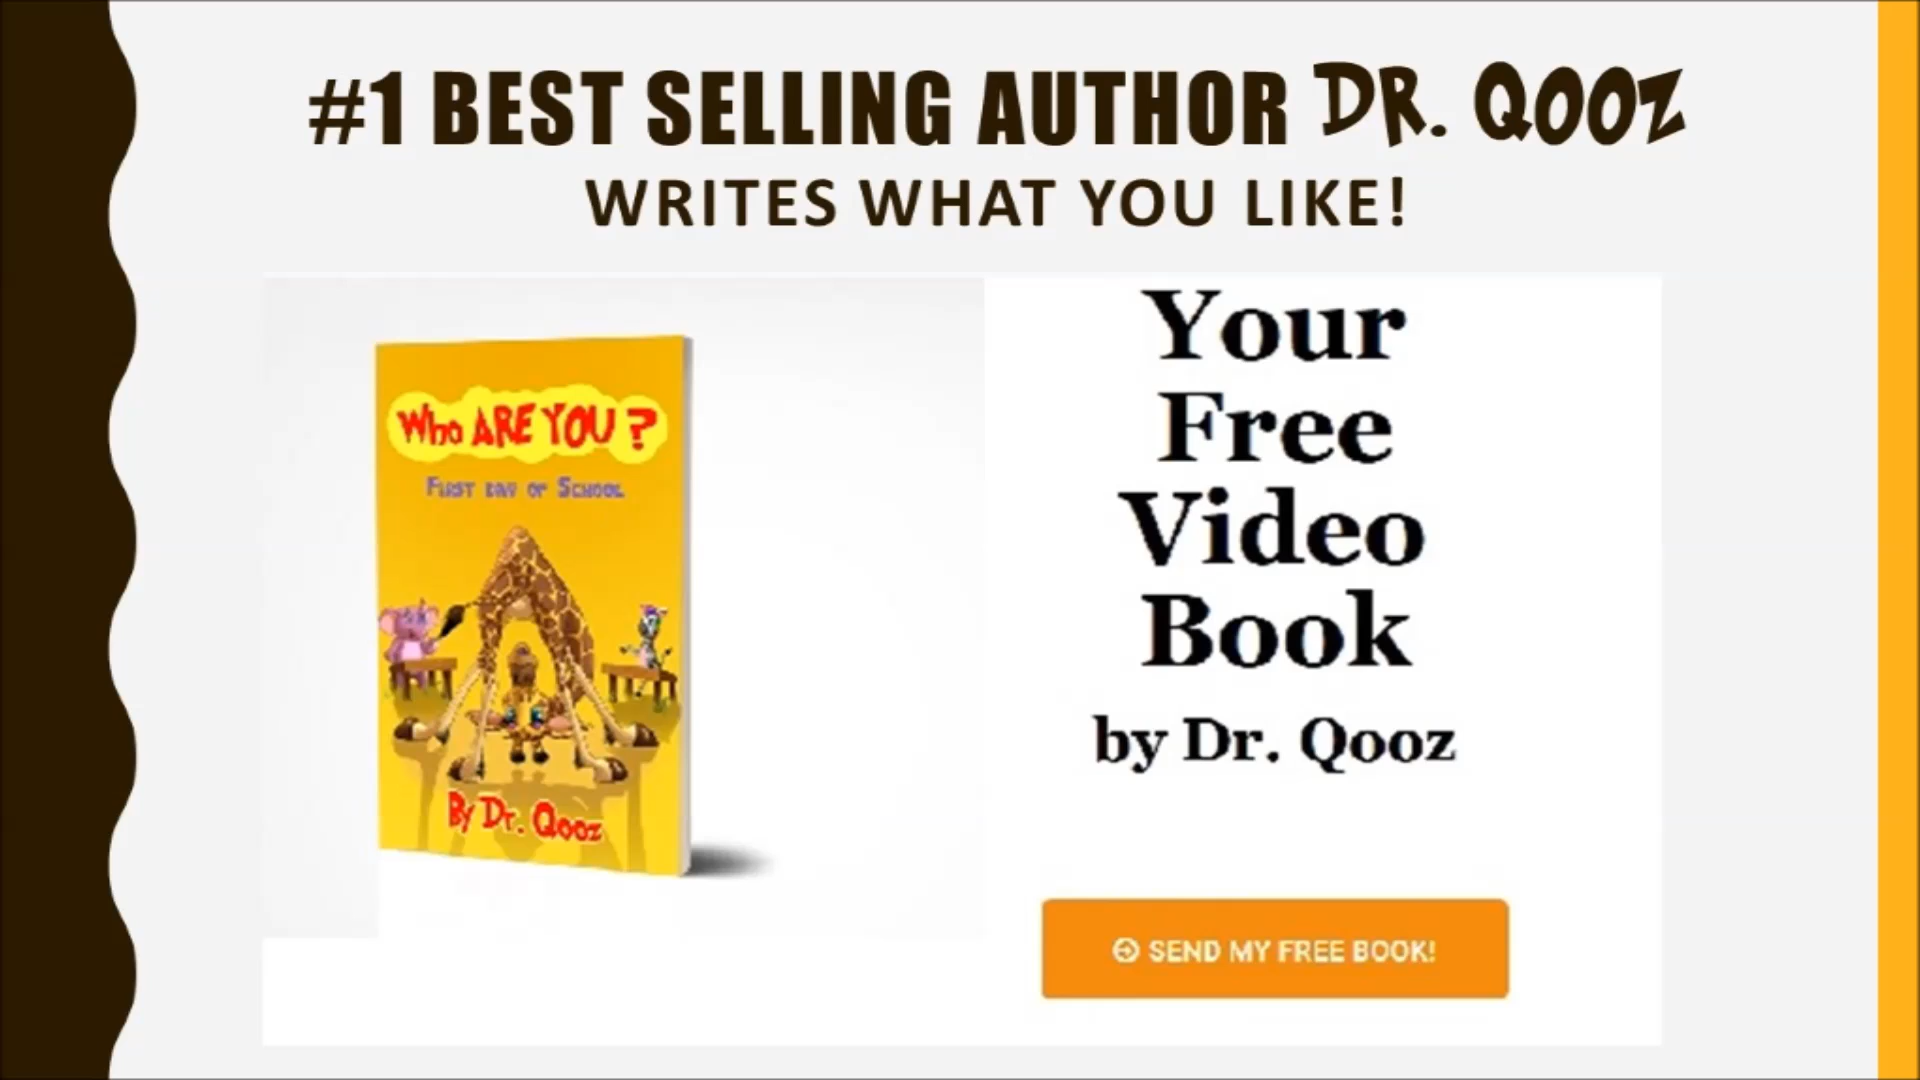 #1 BEST SELLING AUTHOR DR. QOOZ
WRITES WHAT YOU LIKE!
Who ARE YOU?
FIRST DAY OF SCHOOL
By Dr. Qooz
Your
Free
Video
Book
by Dr. Qooz
SEND MY FREE BOOK!